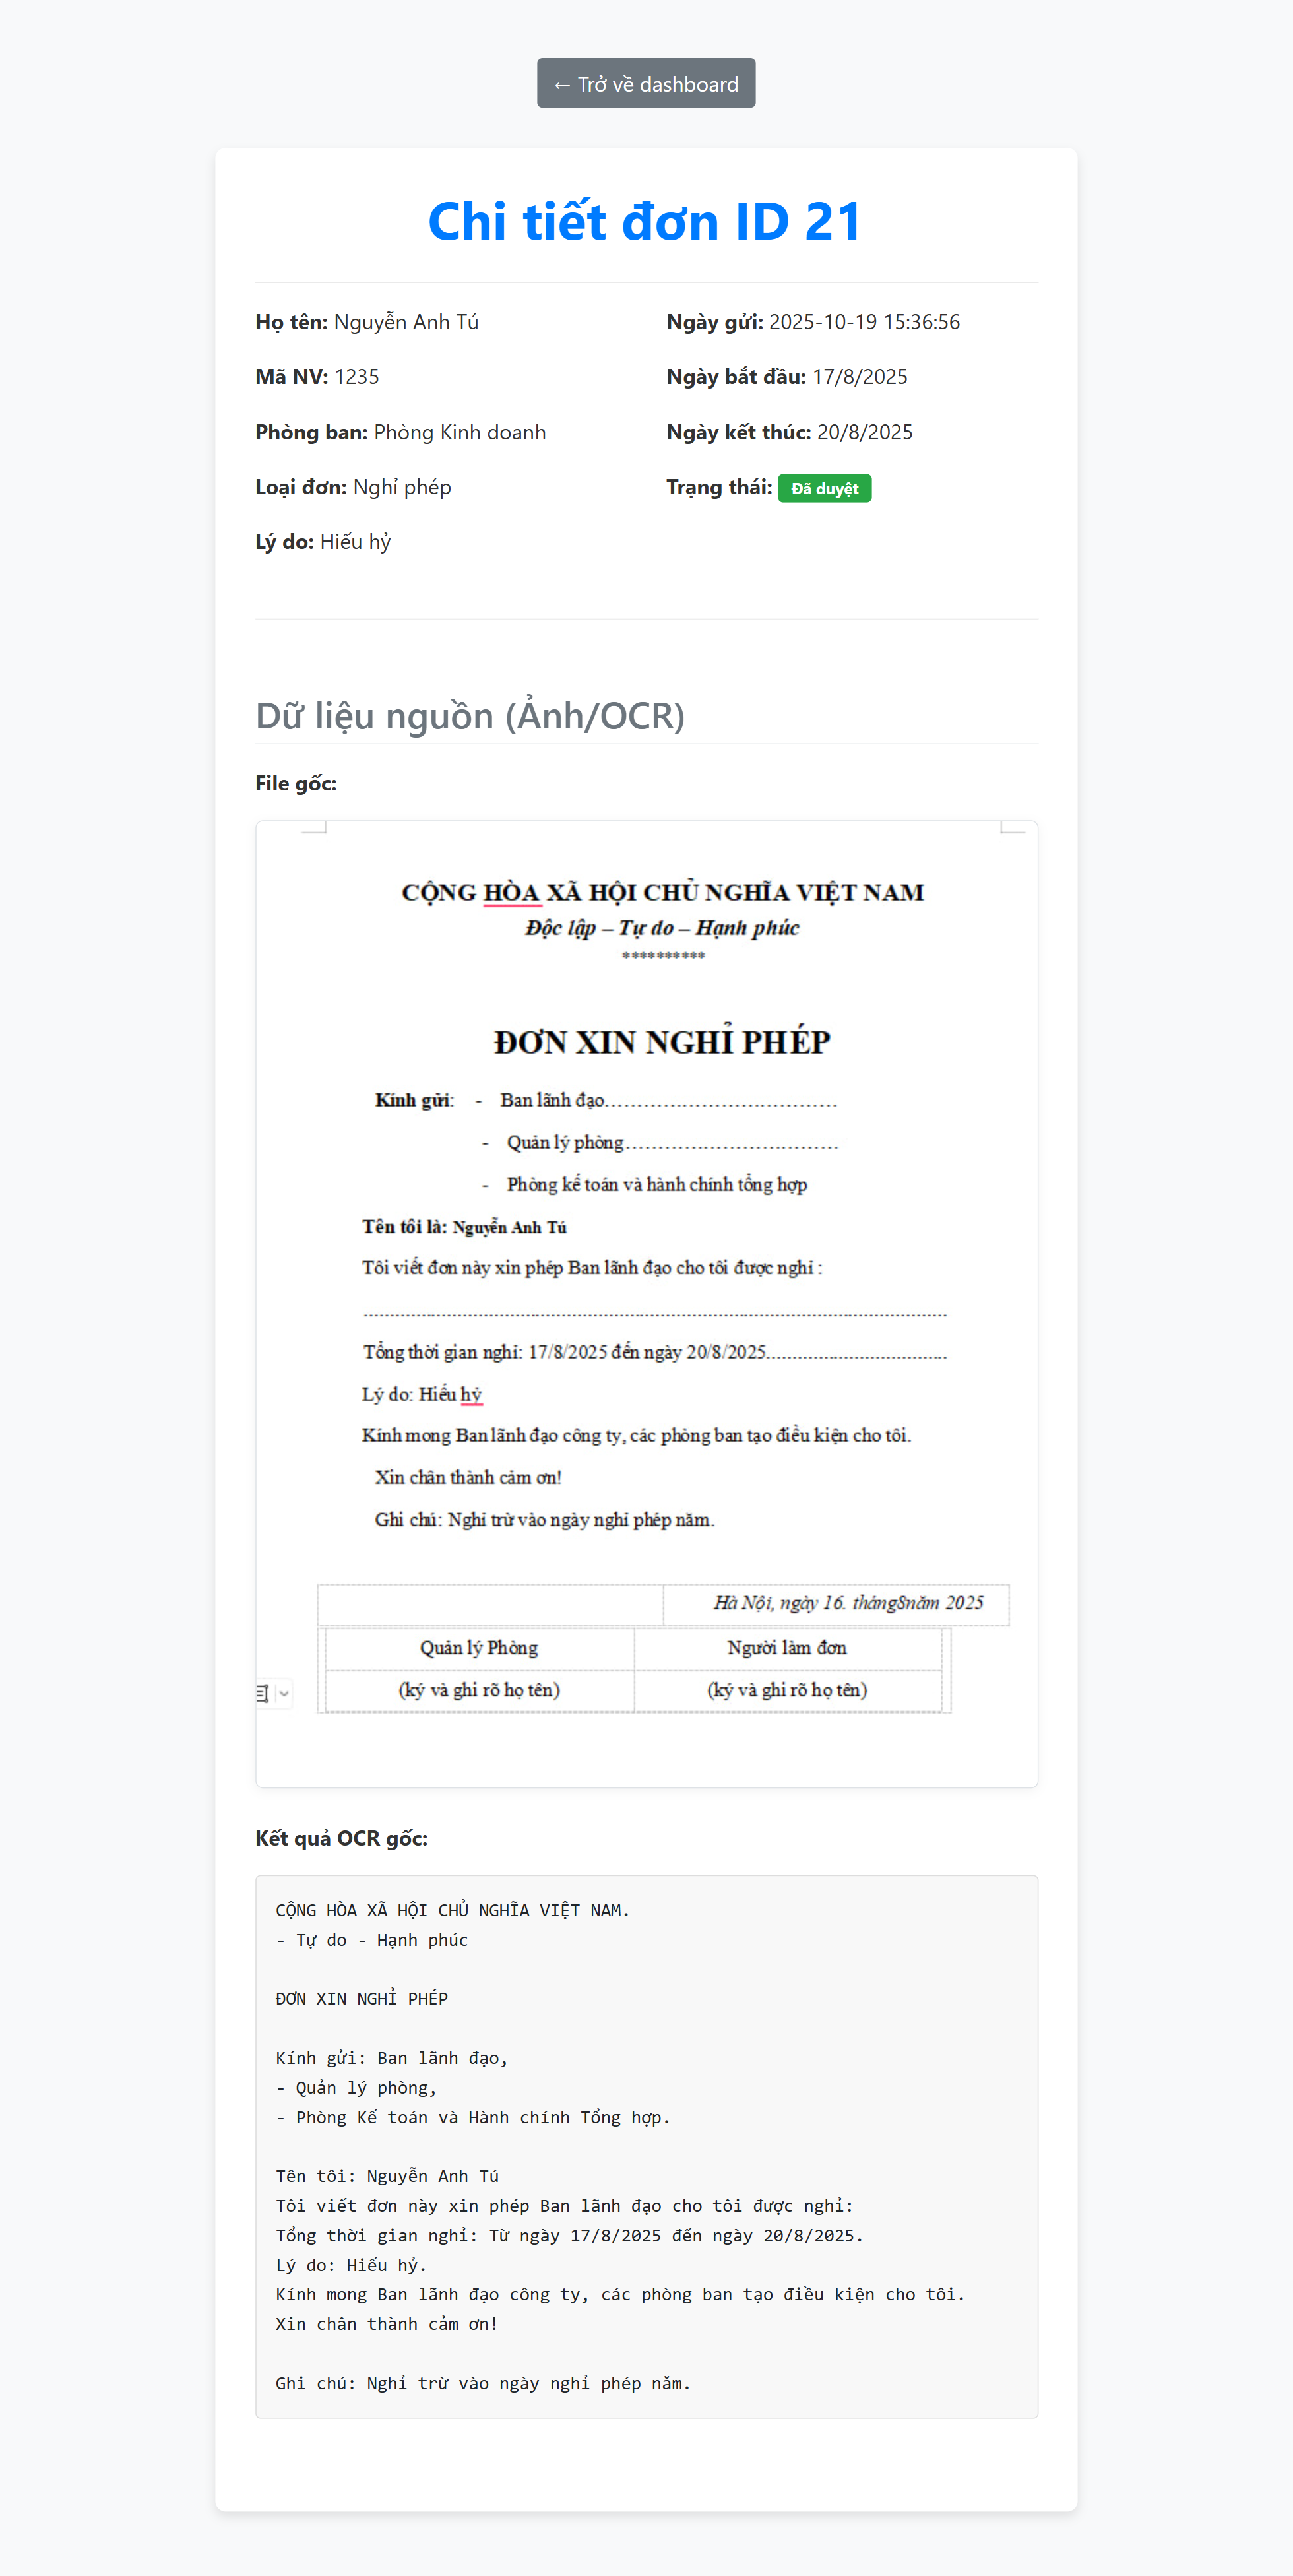 ← Trở về dashboard
Chi tiết đơn ID 21
Họ tên: Nguyễn Anh Tú
Mã NV: 1235
Phòng ban: Phòng Kinh doanh
Loại đơn: Nghỉ phép
Lý do: Hiếu hỷ
Ngày gửi: 2025-10-19 15:36:56
Ngày bắt đầu: 17/8/2025
Ngày kết thúc: 20/8/2025
Trạng thái: Đã duyệt
Dữ liệu nguồn (Ảnh/OCR)
File gốc:
CỘNG HÒA XÃ HỘI CHỦ NGHĨA VIỆT NAM
Độc lập – Tự do – Hạnh phúc
**********
ĐƠN XIN NGHỈ PHÉP
Kính gửi: - Ban lãnh đạo....................................
- Quản lý phòng.................................
- Phòng kế toán và hành chính tổng hợp
Tên tôi là: Nguyễn Anh Tú
Tôi viết đơn này xin phép Ban lãnh đạo cho tôi được nghỉ :
................................................................................................................
Tổng thời gian nghỉ: 17/8/2025 đến ngày 20/8/2025...................................
Lý do: Hiếu hỷ
Kính mong Ban lãnh đạo công ty, các phòng ban tạo điều kiện cho tôi.
Xin chân thành cảm ơn!
Ghi chú: Nghỉ trừ vào ngày nghỉ phép năm.
Hà Nội, ngày 16. tháng8năm 2025
Quản lý Phòng Người làm đơn
(ký và ghi rõ họ tên) (ký và ghi rõ họ tên)
Kết quả OCR gốc:
CỘNG HÒA XÃ HỘI CHỦ NGHĨA VIỆT NAM.
- Tự do - Hạnh phúc
ĐƠN XIN NGHỈ PHÉP
Kính gửi: Ban lãnh đạo,
- Quản lý phòng,
- Phòng Kế toán và Hành chính Tổng hợp.
Tên tôi: Nguyễn Anh Tú
Tôi viết đơn này xin phép Ban lãnh đạo cho tôi được nghỉ:
Tổng thời gian nghỉ: Từ ngày 17/8/2025 đến ngày 20/8/2025.
Lý do: Hiếu hỷ.
Kính mong Ban lãnh đạo công ty, các phòng ban tạo điều kiện cho tôi.
Xin chân thành cảm ơn!
Ghi chú: Nghỉ trừ vào ngày nghỉ phép năm.